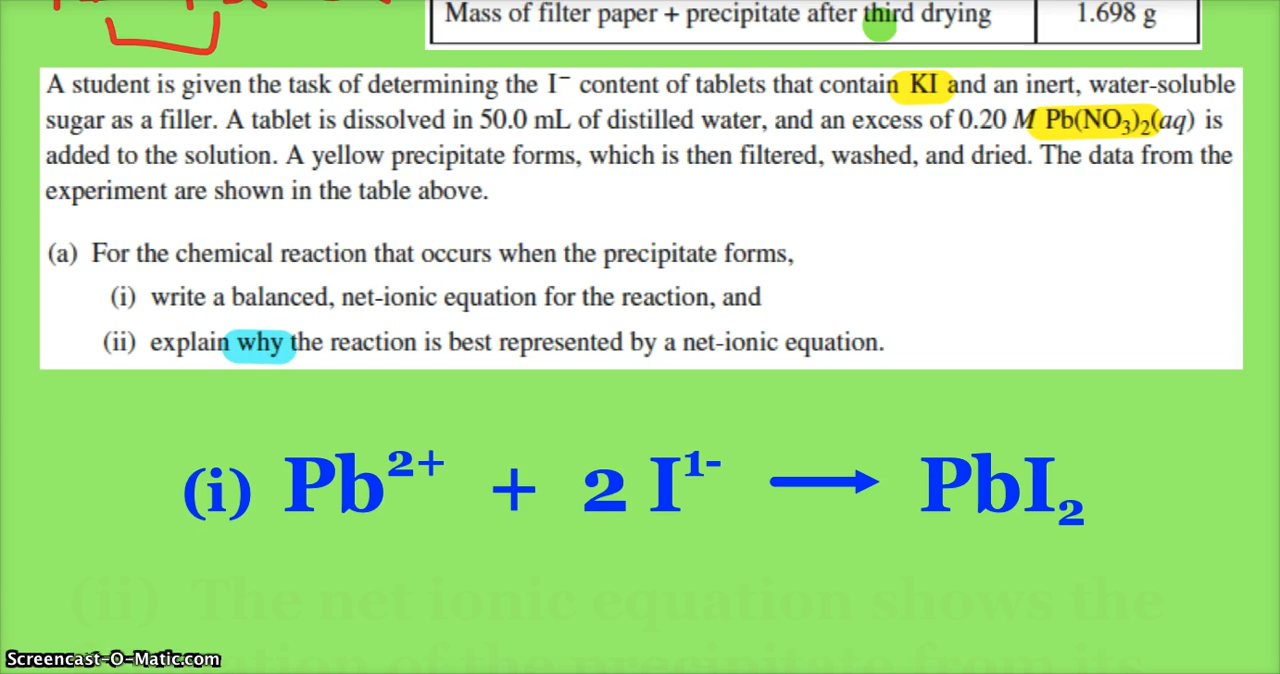 Mass of filter paper + precipitate after third drying 1.698 g
A student is given the task of determining the I⁻ content of tablets that contain KI and an inert, water-soluble
sugar as a filler. A tablet is dissolved in 50.0 mL of distilled water, and an excess of 0.20 M Pb(NO₃)₂(aq) is
added to the solution. A yellow precipitate forms, which is then filtered, washed, and dried. The data from the
experiment are shown in the table above.
(a) For the chemical reaction that occurs when the precipitate forms,
(i) write a balanced, net-ionic equation for the reaction, and
(ii) explain why the reaction is best represented by a net-ionic equation.
(i) Pb²⁺ + 2 I¹⁻ → PbI₂
(ii) The net ionic equation shows the
of the precipitate from its
Screencast-O-Matic.com